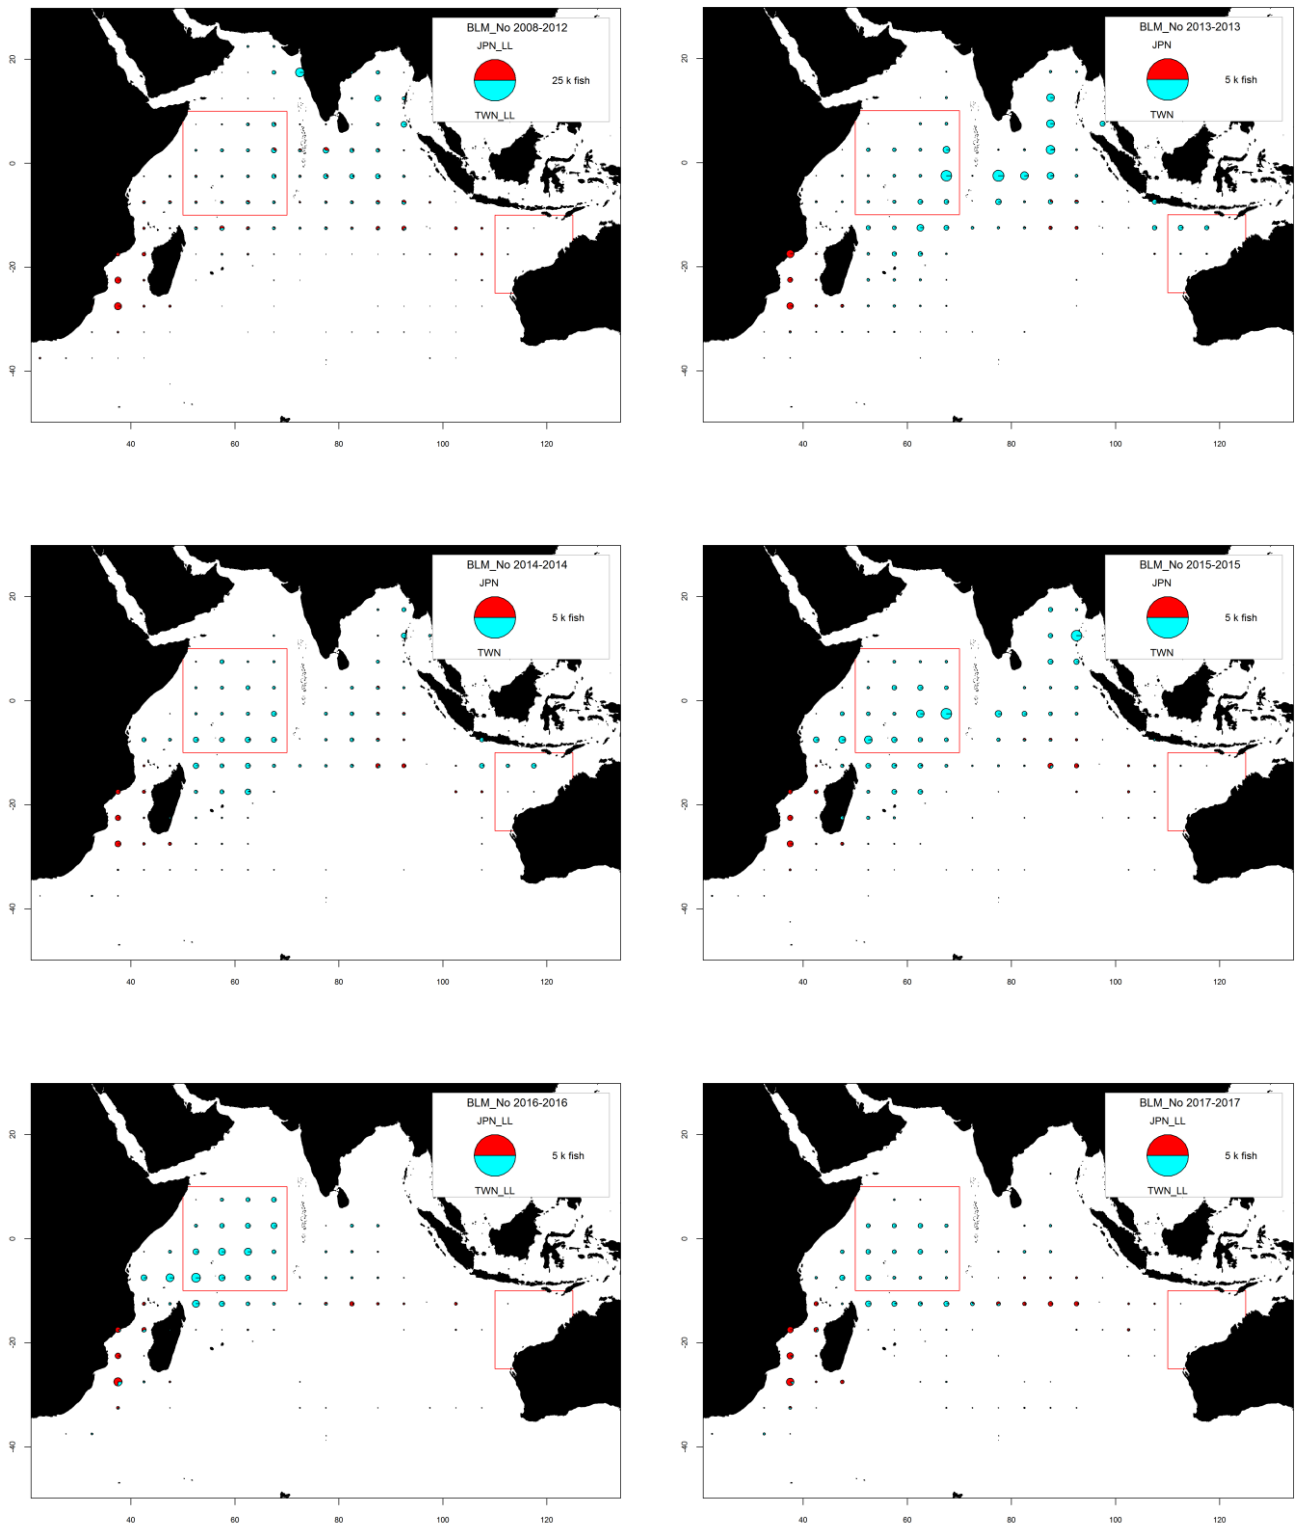 BLM_No 2008-2012
JPN_LL
25 k fish
TWN_LL
20
0
-20
-40
40 60 80 100 120
BLM_No 2013-2013
JPN
5 k fish
TWN
20
0
-20
-40
40 60 80 100 120
BLM_No 2014-2014
JPN
5 k fish
TWN
20
0
-20
-40
40 60 80 100 120
BLM_No 2015-2015
JPN
5 k fish
TWN
20
0
-20
-40
40 60 80 100 120
BLM_No 2016-2016
JPN_LL
5 k fish
TWN_LL
20
0
-20
-40
40 60 80 100 120
BLM_No 2017-2017
JPN_LL
5 k fish
TWN_LL
20
0
-20
-40
40 60 80 100 120